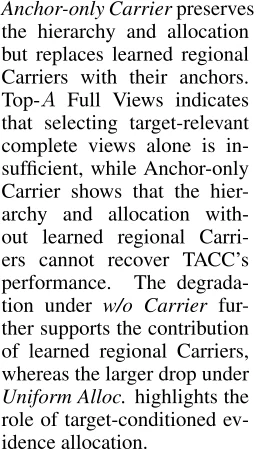 Anchor-only Carrier preserves
the hierarchy and allocation
but replaces learned regional
Carriers with their anchors.
Top-A Full Views indicates
that selecting target-relevant
complete views alone is in-
sufficient, while Anchor-only
Carrier shows that the hier-
archy and allocation with-
out learned regional Carri-
ers cannot recover TACC's
performance. The degrada-
tion under w/o Carrier fur-
ther supports the contribution
of learned regional Carriers,
whereas the larger drop under
Uniform Alloc. highlights the
role of target-conditioned ev-
idence allocation.